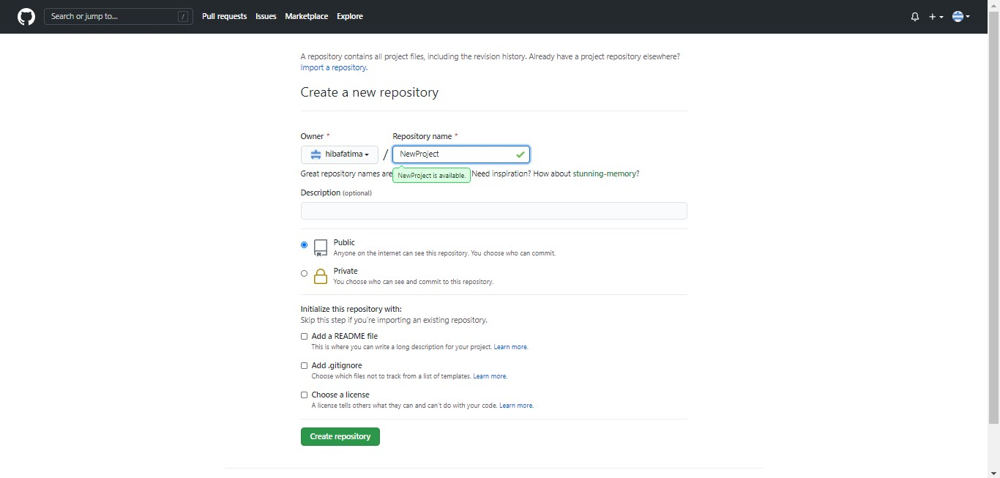 Search or jump to... /
Pull requests Issues Marketplace Explore
A repository contains all project files, including the revision history. Already have a project repository elsewhere?
Import a repository.
Create a new repository
Owner * Repository name *
hibafatima / NewProject
Great repository names are Need inspiration? How about stunning-memory?
NewProject is available.
Description (optional)
Public
Anyone on the internet can see this repository. You choose who can commit.
Private
You choose who can see and commit to this repository.
Initialize this repository with:
Skip this step if you're importing an existing repository.
Add a README file
This is where you can write a long description for your project. Learn more.
Add .gitignore
Choose which files not to track from a list of templates. Learn more.
Choose a license
A license tells others what they can and can't do with your code. Learn more.
Create repository